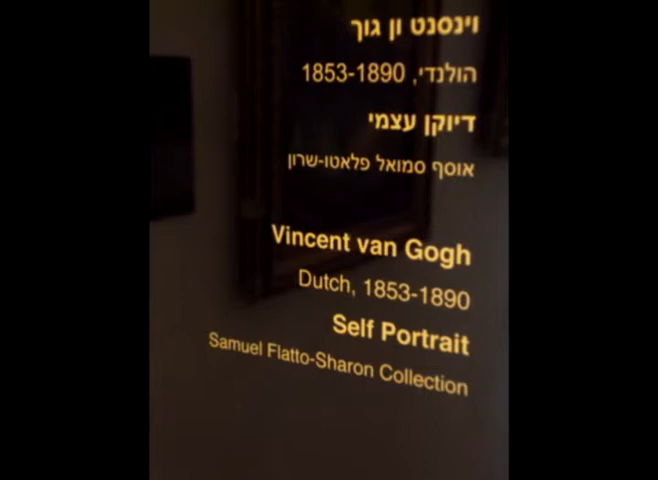 וינסנט ון גוך
הולנדי, 1853-1890
דיוקן עצמי
אוסף סמואל פלאטו-שרון
Vincent van Gogh
Dutch, 1853-1890
Self Portrait
Samuel Flatto-Sharon Collection